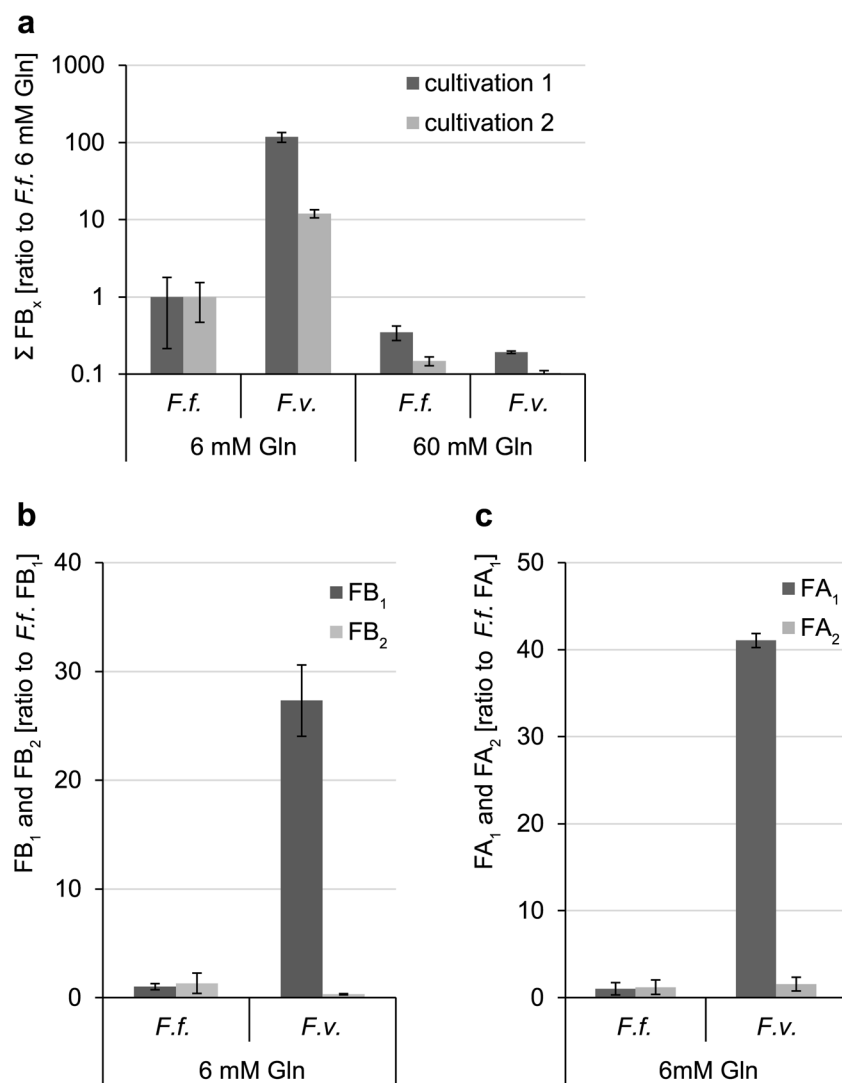 a
Σ FBₓ [ratio to F.f. 6 mM Gln]
1000
100
10
1
0.1
cultivation 1
cultivation 2
F.f.
F.v.
F.f.
F.v.
6 mM Gln
60 mM Gln
b
FB₁ and FB₂ [ratio to F.f. FB₁]
40
30
20
10
0
FB₁
FB₂
F.f.
F.v.
6 mM Gln
c
FA₁ and FA₂ [ratio to F.f. FA₁]
50
40
30
20
10
0
FA₁
FA₂
F.f.
F.v.
6mM Gln